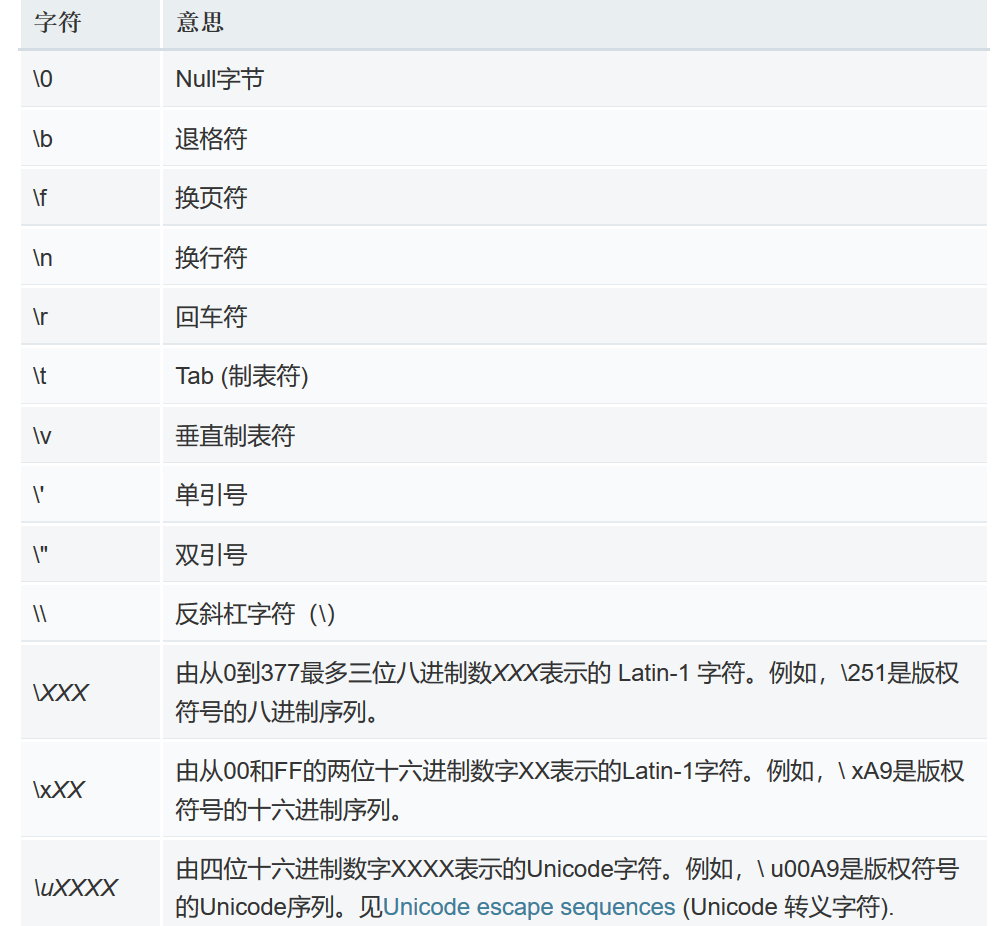 字符 意思
\0 Null字节
\b 退格符
\f 换页符
\n 换行符
\r 回车符
\t Tab (制表符)
\v 垂直制表符
\' 单引号
\" 双引号
\\ 反斜杠字符（\）
\XXX 由从0到377最多三位八进制数XXX表示的 Latin-1 字符。例如，\251是版权
符号的八进制序列。
\xXX 由从00和FF的两位十六进制数字XX表示的Latin-1字符。例如，\ xA9是版权
符号的十六进制序列。
\uXXXX 由四位十六进制数字XXXX表示的Unicode字符。例如，\ u00A9是版权符号
的Unicode序列。见Unicode escape sequences (Unicode 转义字符).